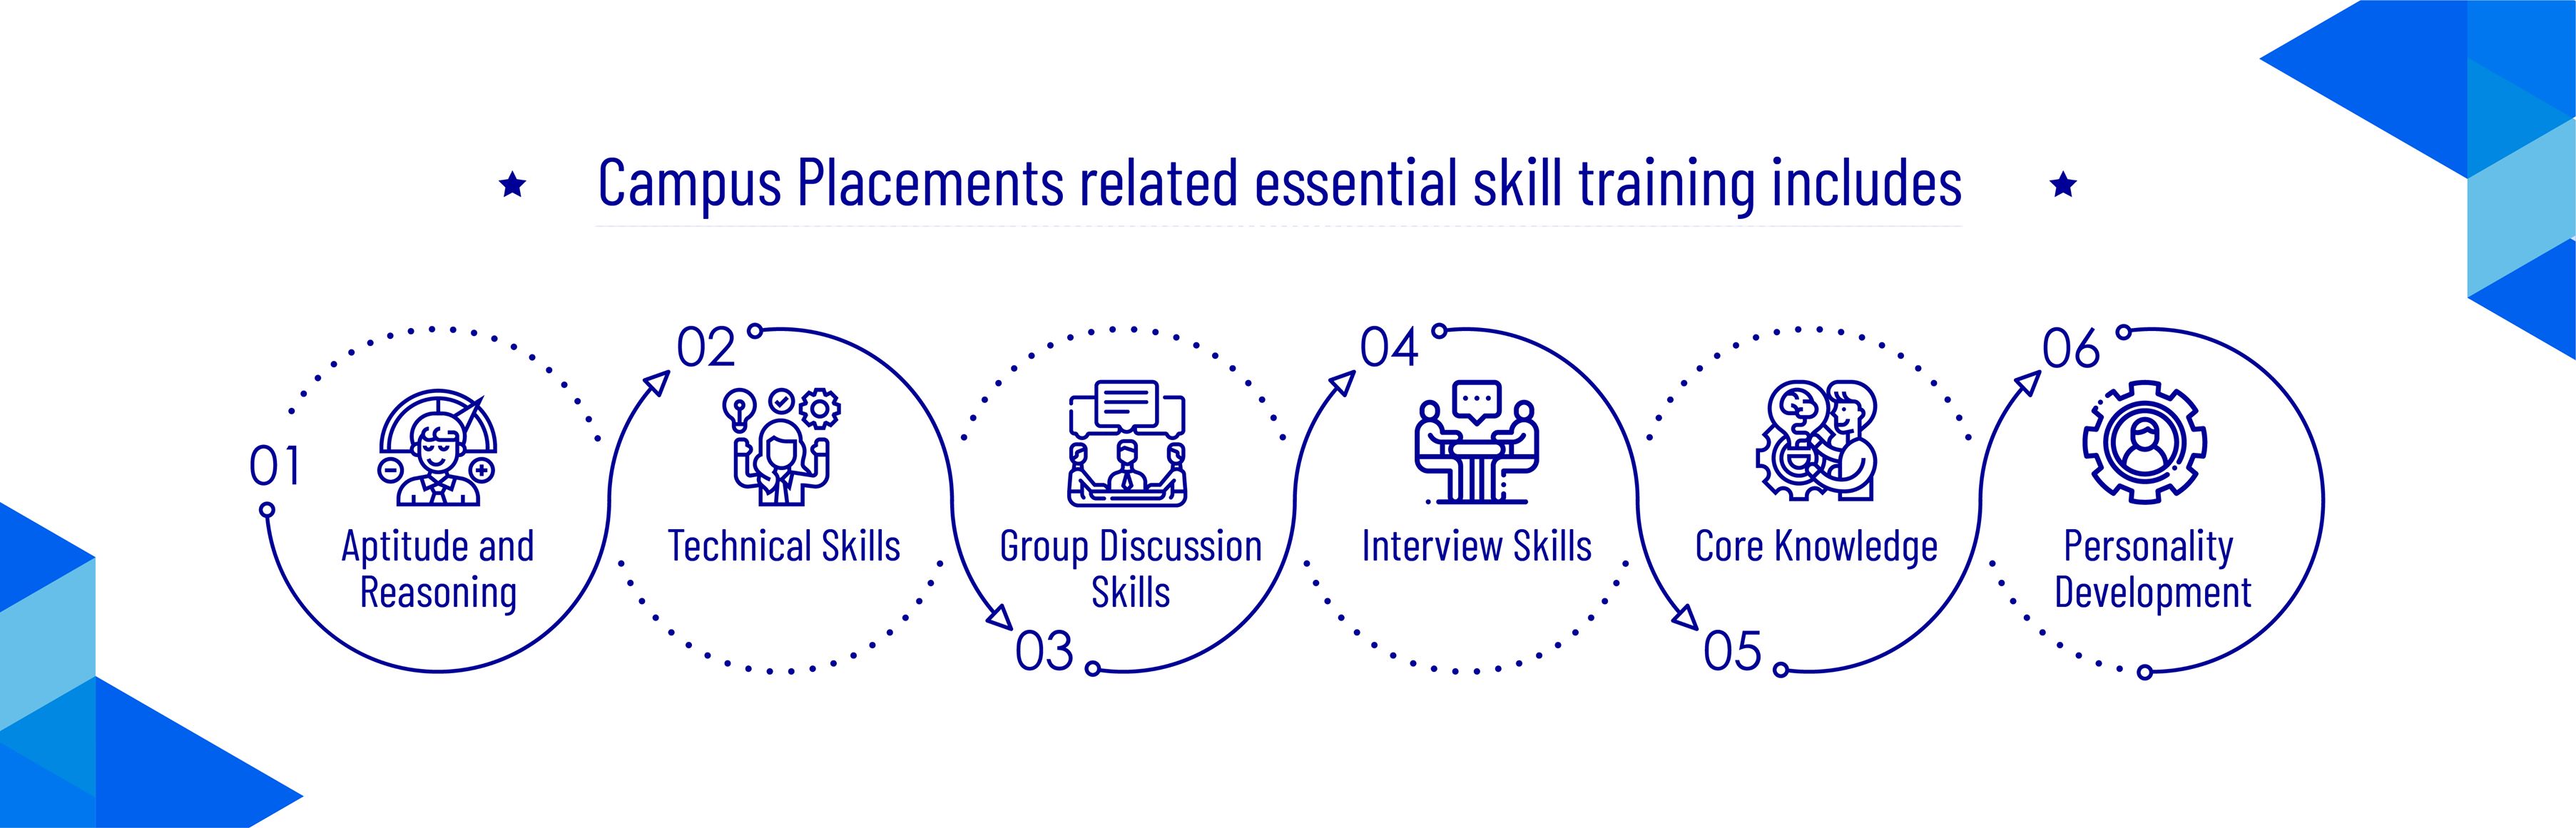 Campus Placements related essential skill training includes
01
Aptitude and
Reasoning
02
Technical Skills
03
Group Discussion
Skills
04
Interview Skills
05
Core Knowledge
06
Personality
Development